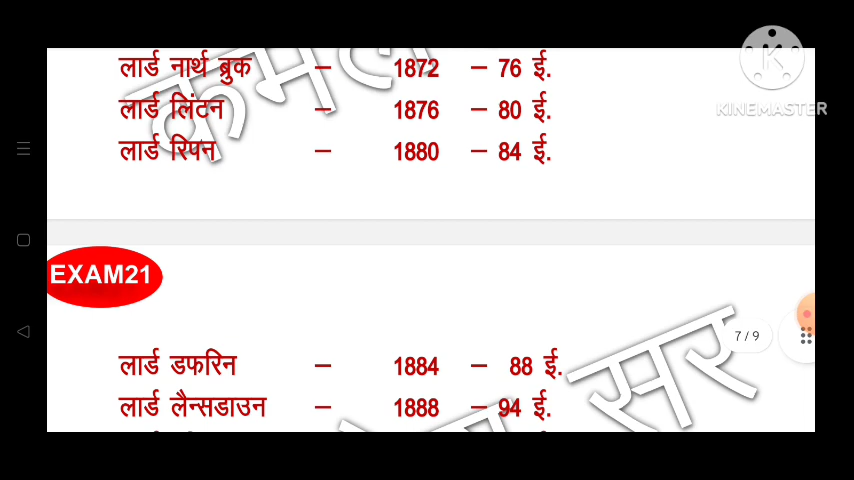 लार्ड नार्थ ब्रुक – 1872 – 76 ई.
लार्ड लिंटन – 1876 – 80 ई.
लार्ड रिपन – 1880 – 84 ई.
KINEMASTER
EXAM21
लार्ड डफरिन – 1884 – 88 ई.
7 / 9
लार्ड लैन्सडाउन – 1888 – 94 ई.
सर